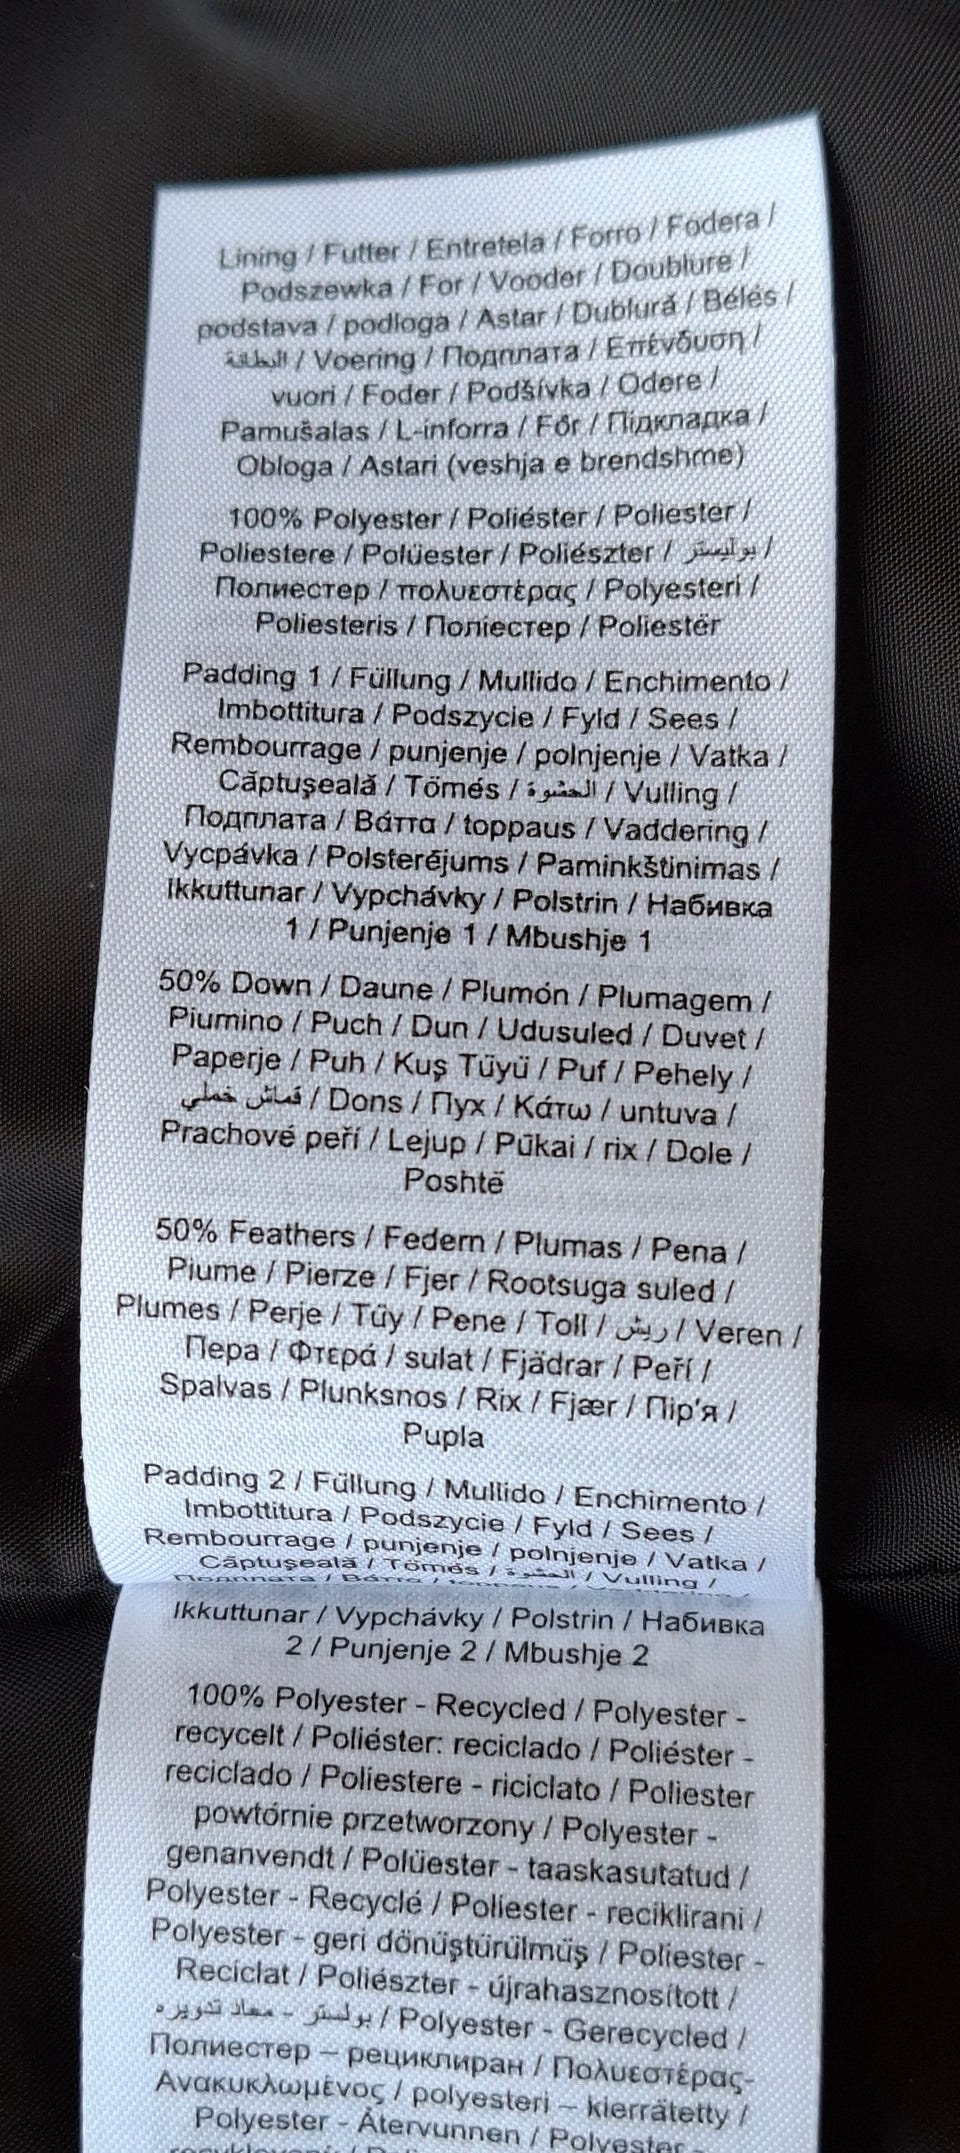 Lining / Futter / Entretela / Forro / Fodera /
Podszewka / For / Vooder / Doublure /
podstava / podloga / Astar / Dublură / Bélés /
البطانة / Voering / Подплата / Επένδυση /
vuori / Foder / Podšívka / Odere /
Pamušalas / L-inforra / Fôr / Підкладка /
Obloga / Astari (veshja e brendshme)
100% Polyester / Poliéster / Poliester /
Poliestere / Polüester / Poliészter / بوليستر /
Полиестер / πολυεστέρας / Polyesteri /
Poliesteris / Поліестер / Poliestër
Padding 1 / Füllung / Mullido / Enchimento /
Imbottitura / Podszycie / Fyld / Sees /
Rembourrage / punjenje / polnjenje / Vatka /
Căptuşeală / Tömés / الحشوة / Vulling /
Подплата / Βάττα / toppaus / Vaddering /
Vycpávka / Polsterējums / Paminkštinimas /
Ikkuttunar / Vypchávky / Polstrin / Набивка
1 / Punjenje 1 / Mbushje 1
50% Down / Daune / Plumón / Plumagem /
Piumino / Puch / Dun / Udusuled / Duvet /
Paperje / Puh / Kuş Tüyü / Puf / Pehely /
قماش خملي / Dons / Пух / Κάτω / untuva /
Prachové peří / Lejup / Pūkai / rix / Dole /
Poshtë
50% Feathers / Federn / Plumas / Pena /
Piume / Pierze / Fjer / Rootsuga suled /
Plumes / Perje / Tüy / Pene / Toll / ريش / Veren /
Пера / Φτερά / sulat / Fjädrar / Peří /
Spalvas / Plunksnos / Rix / Fjær / Пір'я /
Pupla
Padding 2 / Füllung / Mullido / Enchimento /
Imbottitura / Podszycie / Fyld / Sees /
Rembourrage / punjenje / polnjenje / Vatka /
Căptuşeală / Tömés / الحشوة / Vulling /
Ikkuttunar / Vypchávky / Polstrin / Набивка
2 / Punjenje 2 / Mbushje 2
100% Polyester - Recycled / Polyester -
recycelt / Poliéster: reciclado / Poliéster -
reciclado / Poliestere - riciclato / Poliester
powtórnie przetworzony / Polyester -
genanvendt / Polüester - taaskasutatud /
Polyester - Recyclé / Poliester - reciklirani /
Polyester - geri dönüştürülmüş / Poliester -
Reciclat / Poliészter - újrahasznosított /
بولستر - معاد تدويره / Polyester - Gerecycled /
Полиестер – рециклиран / Πολυεστέρας-
Ανακυκλωμένος / polyesteri – kierrätetty /
Polyester - Återvunnen / Polyester -